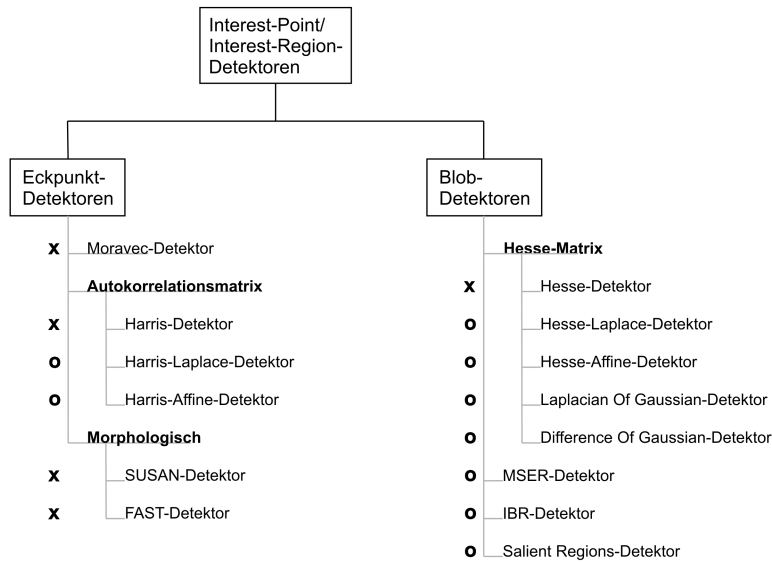 Interest-Point/
Interest-Region-
Detektoren
Eckpunkt-
Detektoren
x Moravec-Detektor
Autokorrelationsmatrix
x Harris-Detektor
o Harris-Laplace-Detektor
o Harris-Affine-Detektor
Morphologisch
x SUSAN-Detektor
x FAST-Detektor
Blob-
Detektoren
Hesse-Matrix
x Hesse-Detektor
o Hesse-Laplace-Detektor
o Hesse-Affine-Detektor
o Laplacian Of Gaussian-Detektor
o Difference Of Gaussian-Detektor
o MSER-Detektor
o IBR-Detektor
o Salient Regions-Detektor